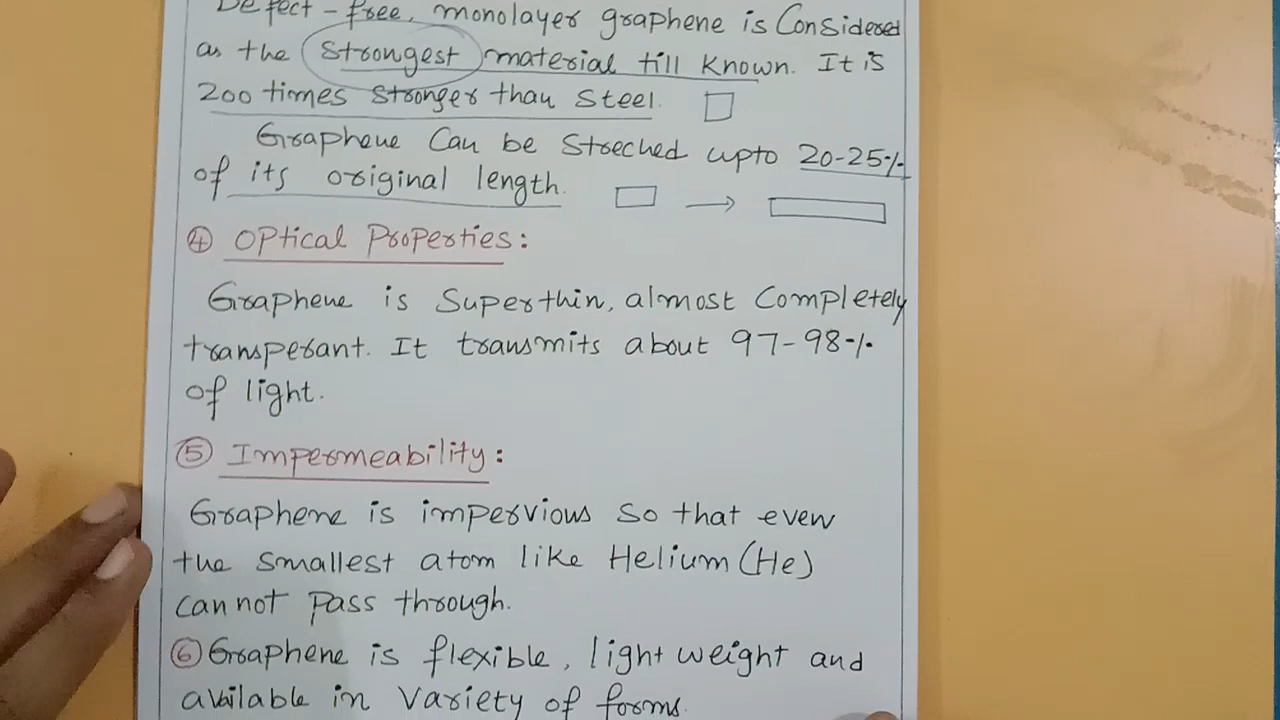 Defect-free, monolayer graphene is Considered
as the strongest material till known. It is
200 times stronger than steel.
Graphene Can be streched upto 20-25%
of its original length.
④ Optical Properties:
Graphene is Superthin, almost Completely
transperant. It transmits about 97-98%
of light.
⑤ Impermeability:
Graphene is impervious so that even
the smallest atom like Helium (He)
cannot pass through.
⑥ Graphene is flexible, light weight and
available in Variety of forms.